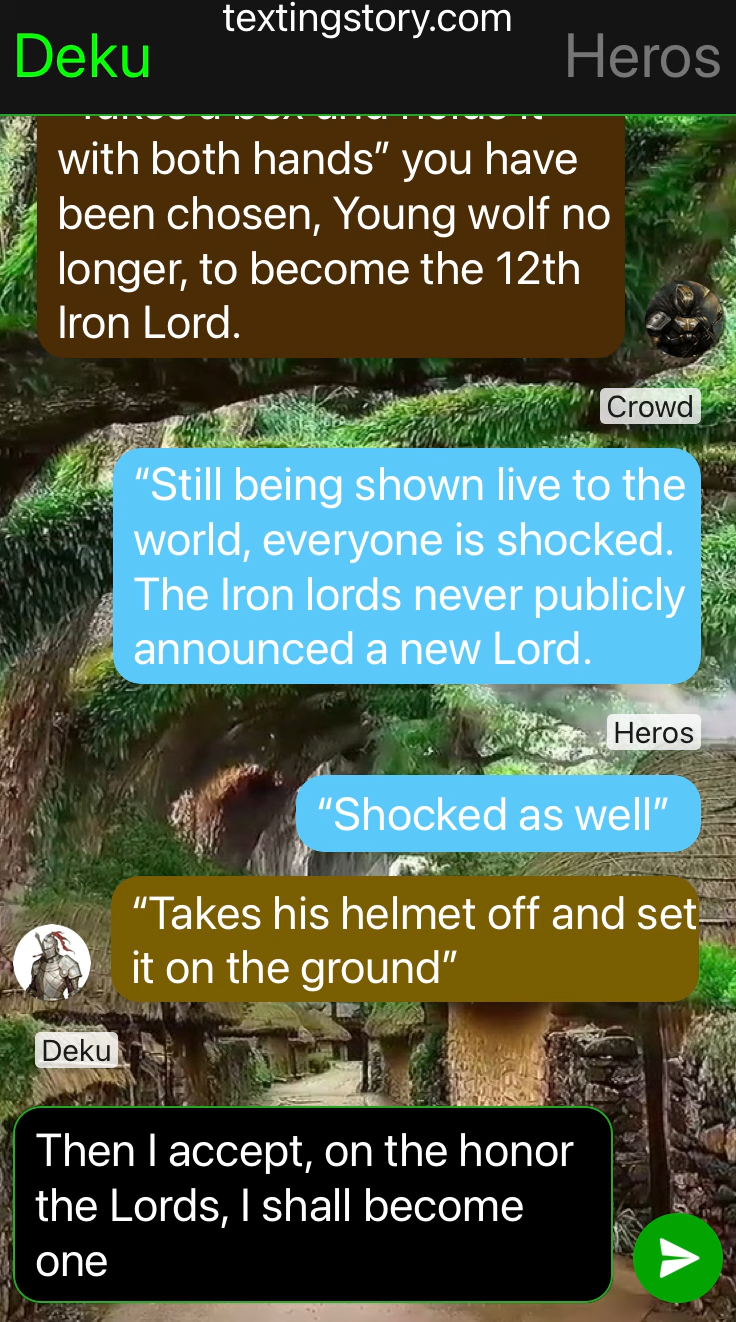 textingstory.com
Deku
Heros
with both hands” you have
been chosen, Young wolf no
longer, to become the 12th
Iron Lord.
Crowd
“Still being shown live to the
world, everyone is shocked.
The Iron lords never publicly
announced a new Lord.
Heros
“Shocked as well”
“Takes his helmet off and set
it on the ground”
Deku
Then I accept, on the honor
the Lords, I shall become
one